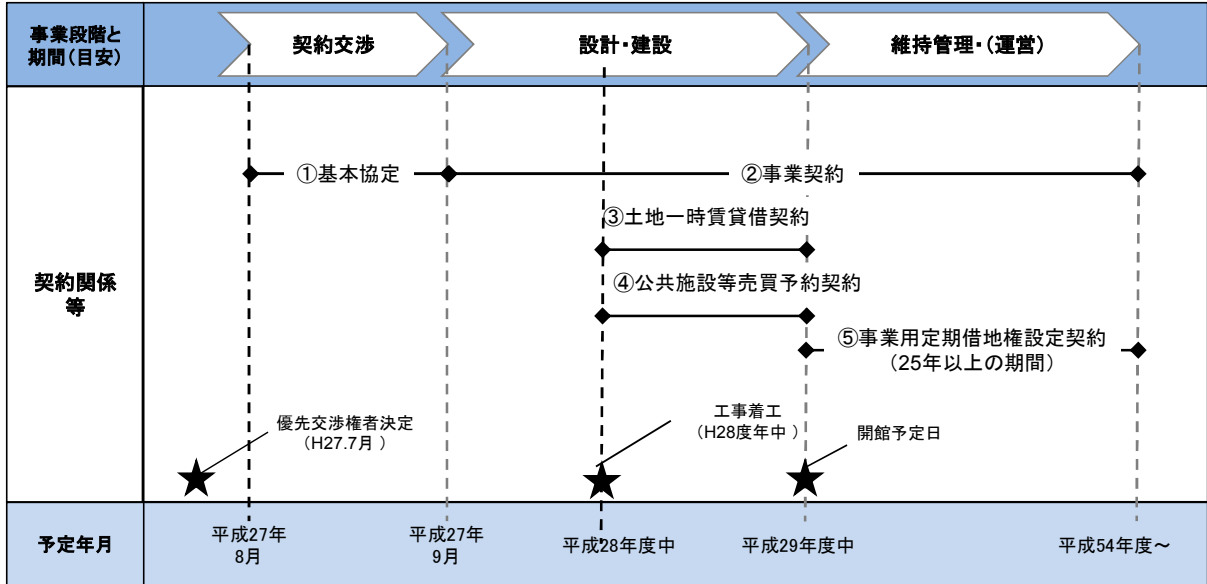 事業段階と
期間(目安)
契約交渉
設計・建設
維持管理・(運営)
①基本協定
②事業契約
③土地一時賃貸借契約
④公共施設等売買予約契約
契約関係
等
⑤事業用定期借地権設定契約
(25年以上の期間)
優先交渉権者決定
(H27.7月 )
工事着工
(H28度年中 )
開館予定日
予定年月
平成27年
8月
平成27年
9月
平成28年度中
平成29年度中
平成54年度～